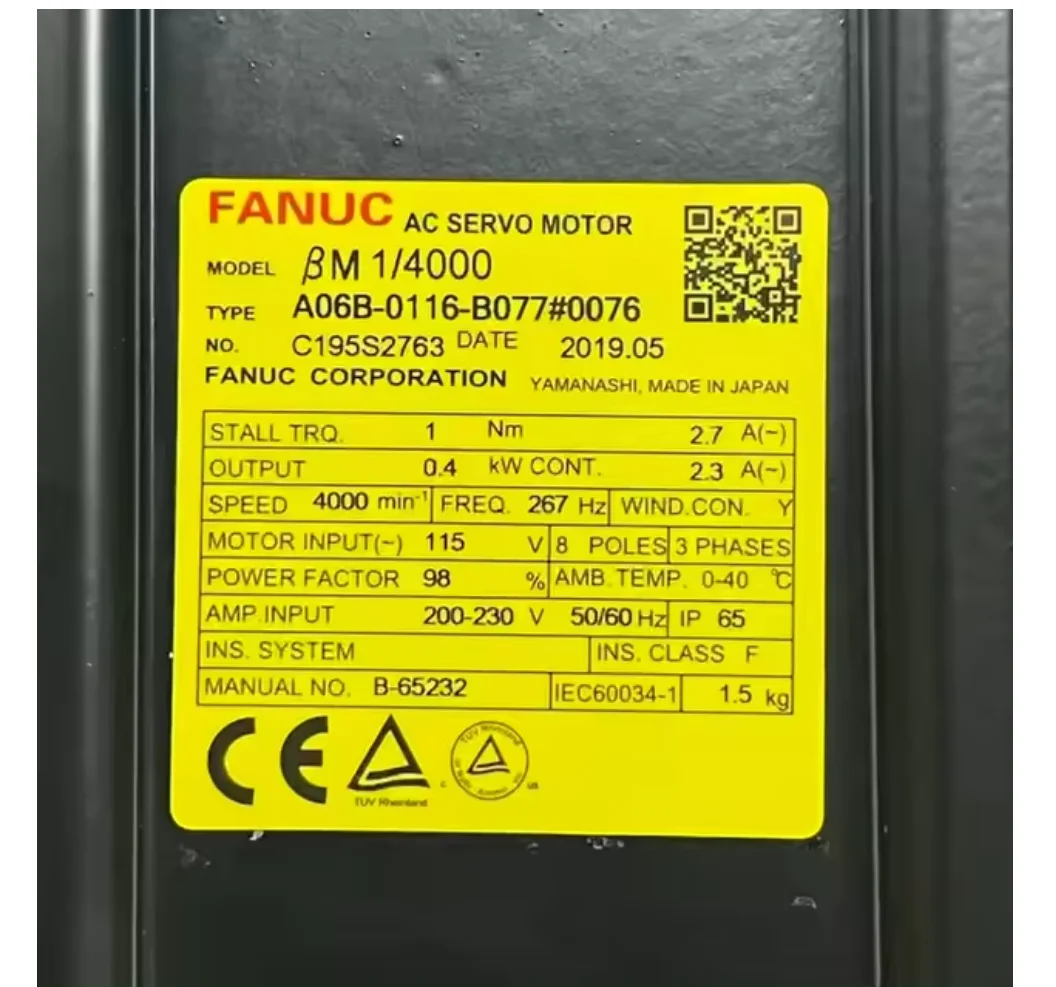 FANUC AC SERVO MOTOR
MODEL βM 1/4000
TYPE A06B-0116-B077#0076
NO. C195S2763 DATE 2019.05
FANUC CORPORATION YAMANASHI, MADE IN JAPAN
STALL TRQ. 1 Nm 2.7 A(~)
OUTPUT 0.4 kW CONT. 2.3 A(~)
SPEED 4000 min⁻¹ FREQ. 267 Hz WIND.CON. Y
MOTOR INPUT(~) 115 V 8 POLES 3 PHASES
POWER FACTOR 98 % AMB.TEMP. 0-40 ℃
AMP.INPUT 200-230 V 50/60 Hz IP 65
INS. SYSTEM INS. CLASS F
MANUAL NO. B-65232 IEC60034-1 1.5 kg
CE
TÜV Rheinland
TÜV Rheinland
C US